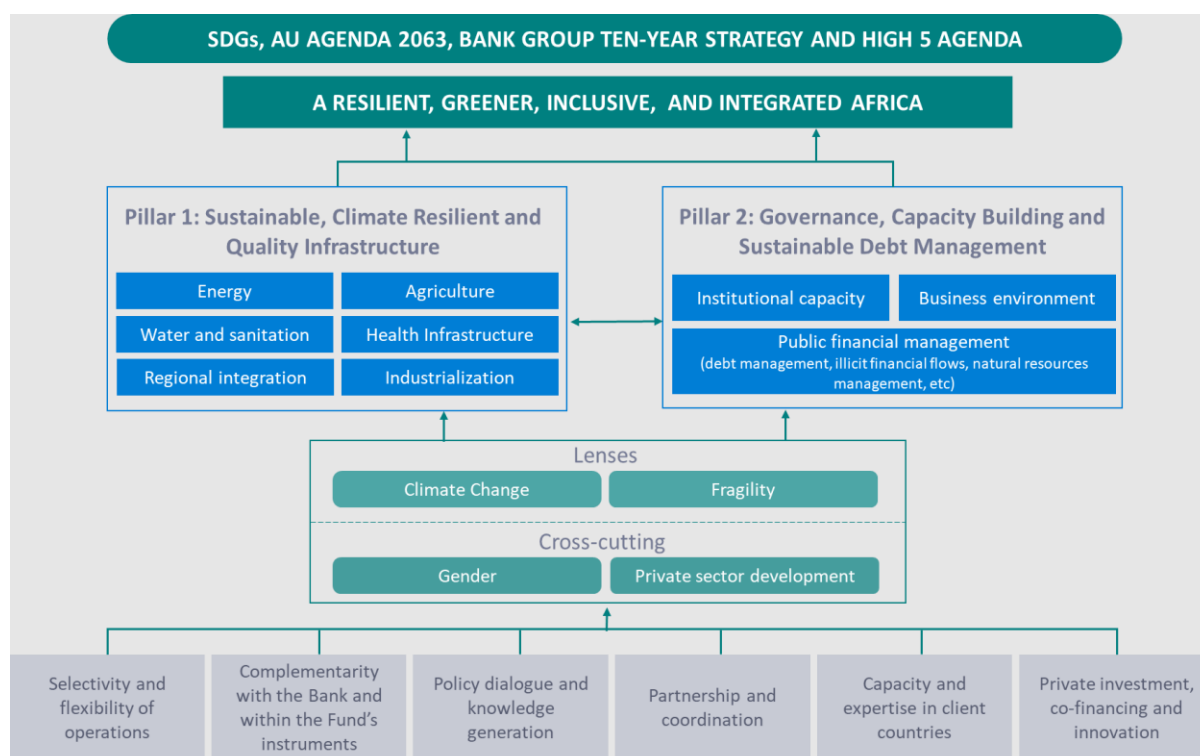 SDGs, AU AGENDA 2063, BANK GROUP TEN-YEAR STRATEGY AND HIGH 5 AGENDA
A RESILIENT, GREENER, INCLUSIVE, AND INTEGRATED AFRICA
Pillar 1: Sustainable, Climate Resilient and
Quality Infrastructure
Energy
Agriculture
Water and sanitation
Health Infrastructure
Regional integration
Industrialization
Pillar 2: Governance, Capacity Building and
Sustainable Debt Management
Institutional capacity
Business environment
Public financial management
(debt management, illicit financial flows, natural resources
management, etc)
Lenses
Climate Change
Fragility
Cross-cutting
Gender
Private sector development
Selectivity and
flexibility of
operations
Complementarity
with the Bank and
within the Fund's
instruments
Policy dialogue and
knowledge
generation
Partnership and
coordination
Capacity and
expertise in client
countries
Private investment,
co-financing and
innovation